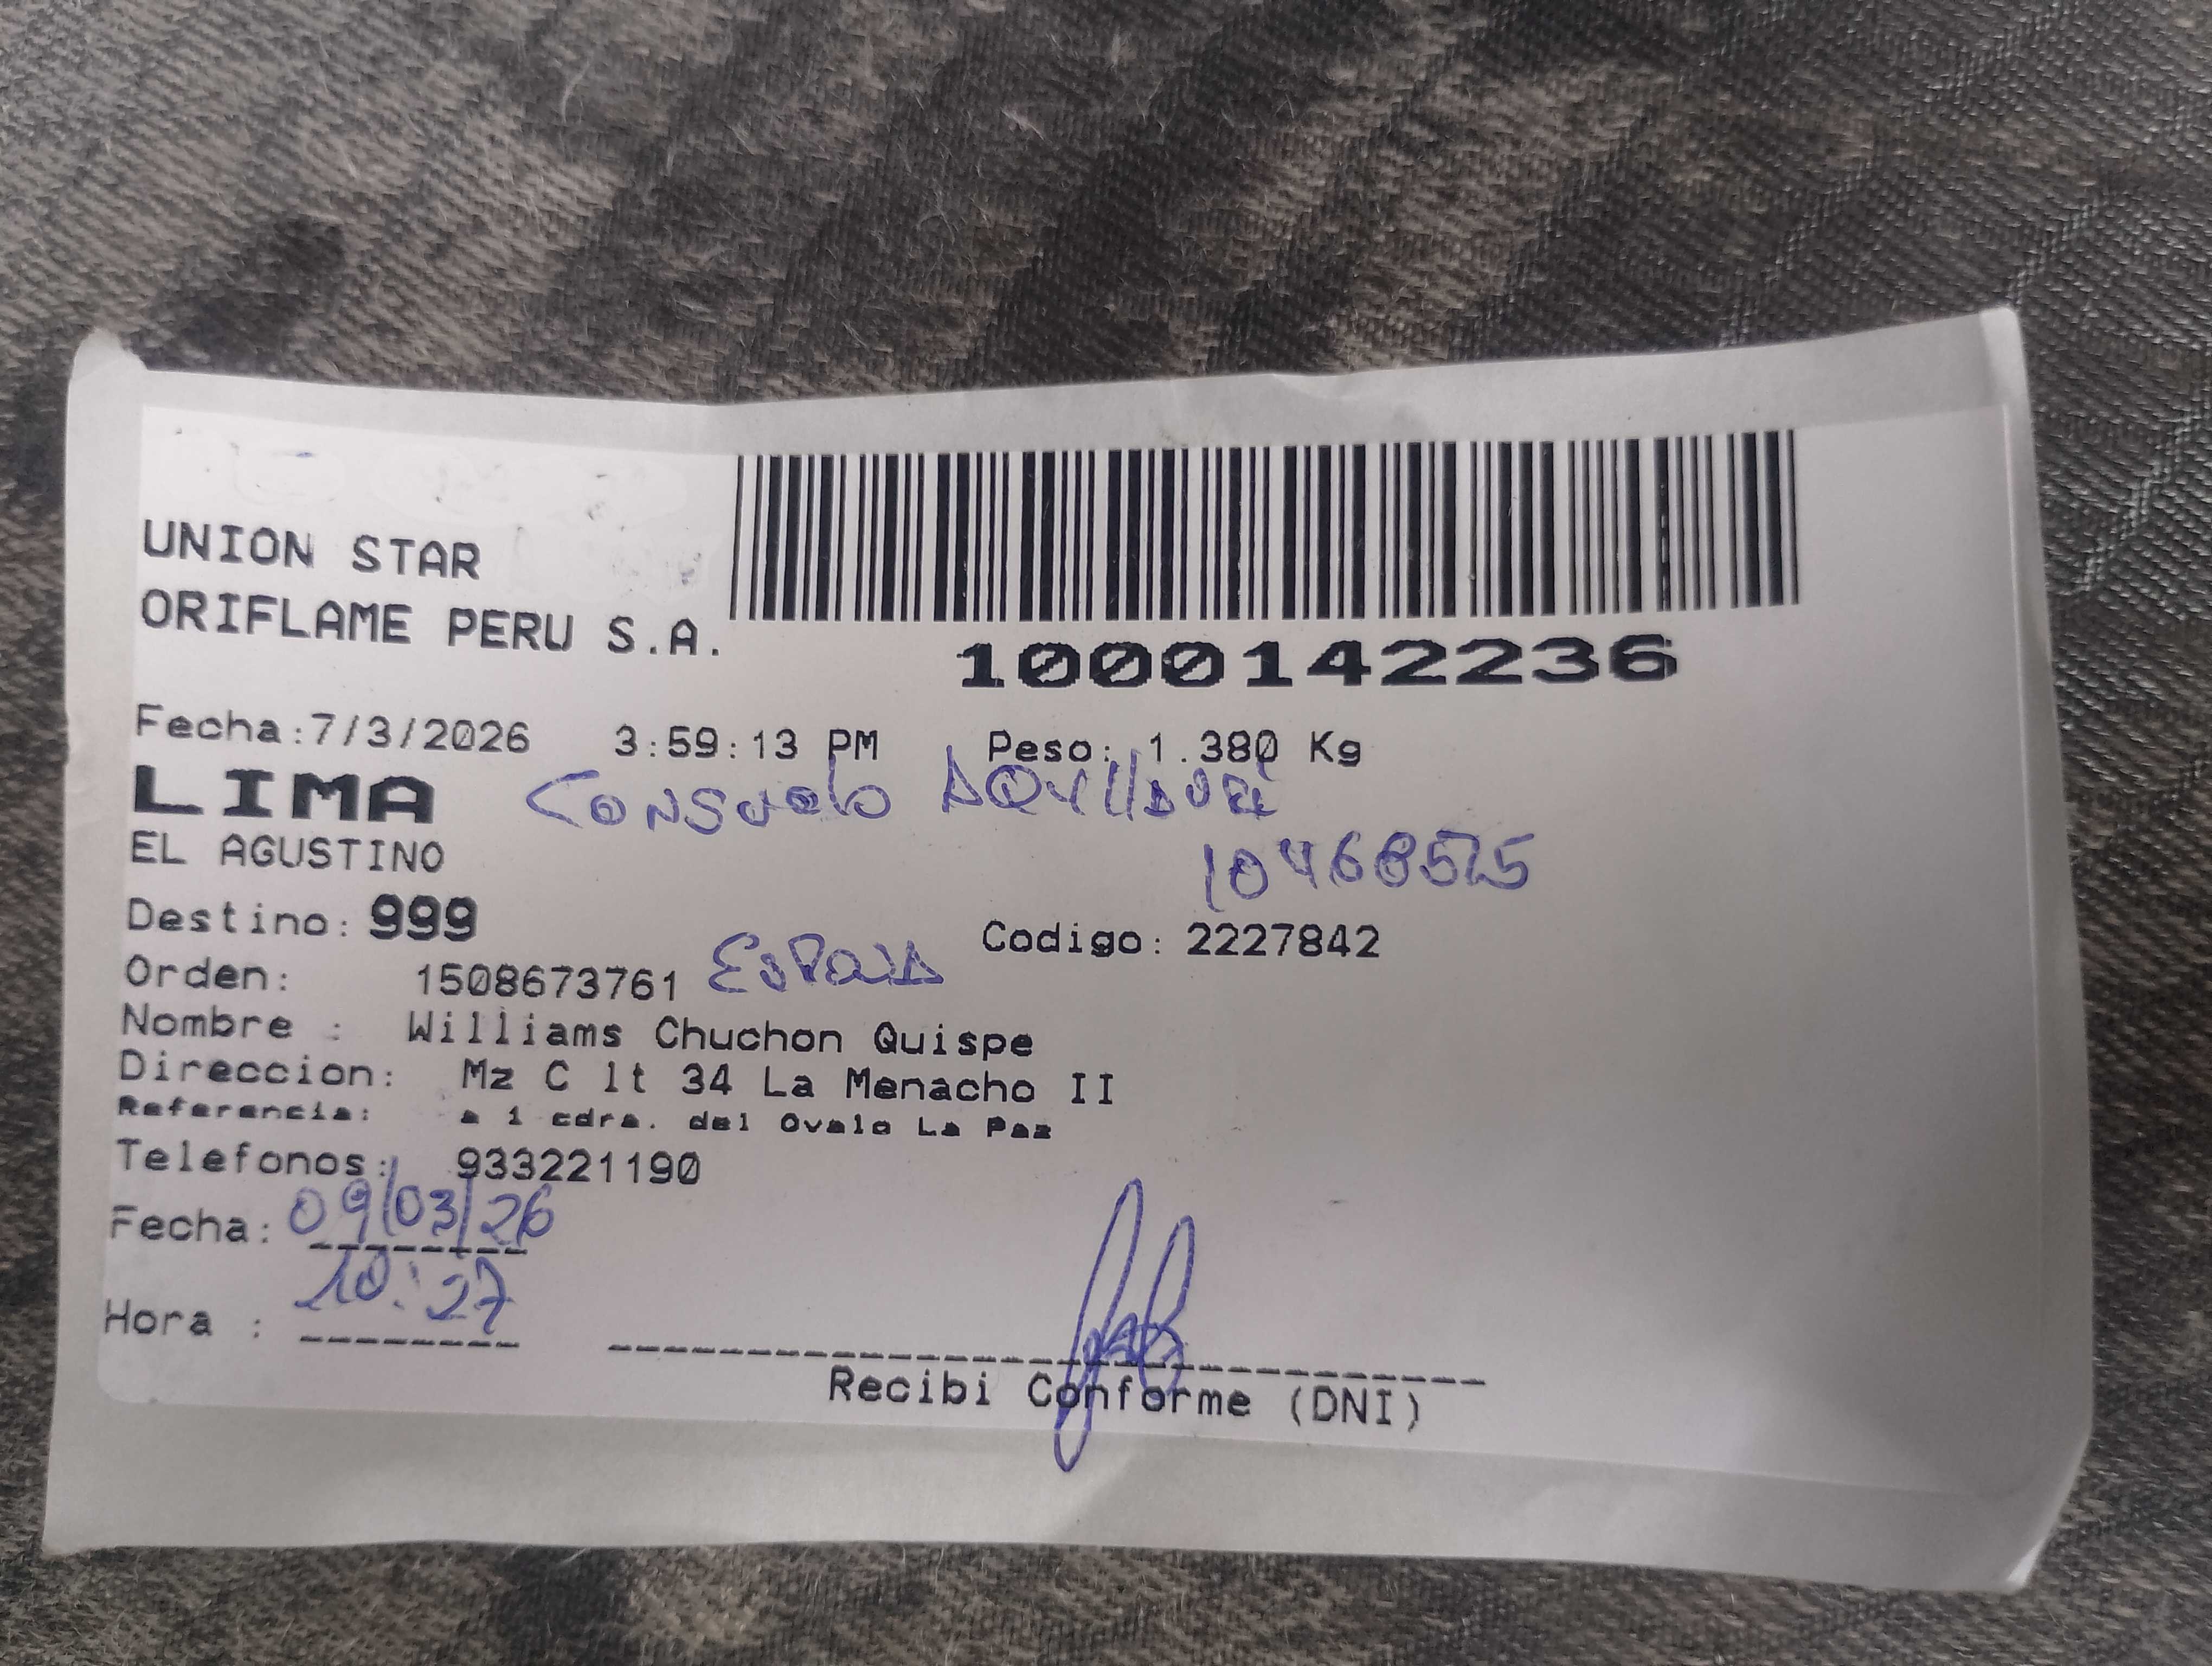 UNION STAR
ORIFLAME PERU S.A.
1000142236
Fecha:7/3/2026 3:59:13 PM Peso: 1.380 Kg
LIMA Consuelo
EL AGUSTINO
Destino: 999 Codigo: 2227842
Orden: 1508673761
Nombre : Williams Chuchon Quispe
Direccion: Mz C lt 34 La Menacho II
Referencia: a 1 cdra. del Ovalo La Paz
Telefonos: 933221190
Fecha: 09/03/26
Hora : 10:27
Recibi Conforme (DNI)